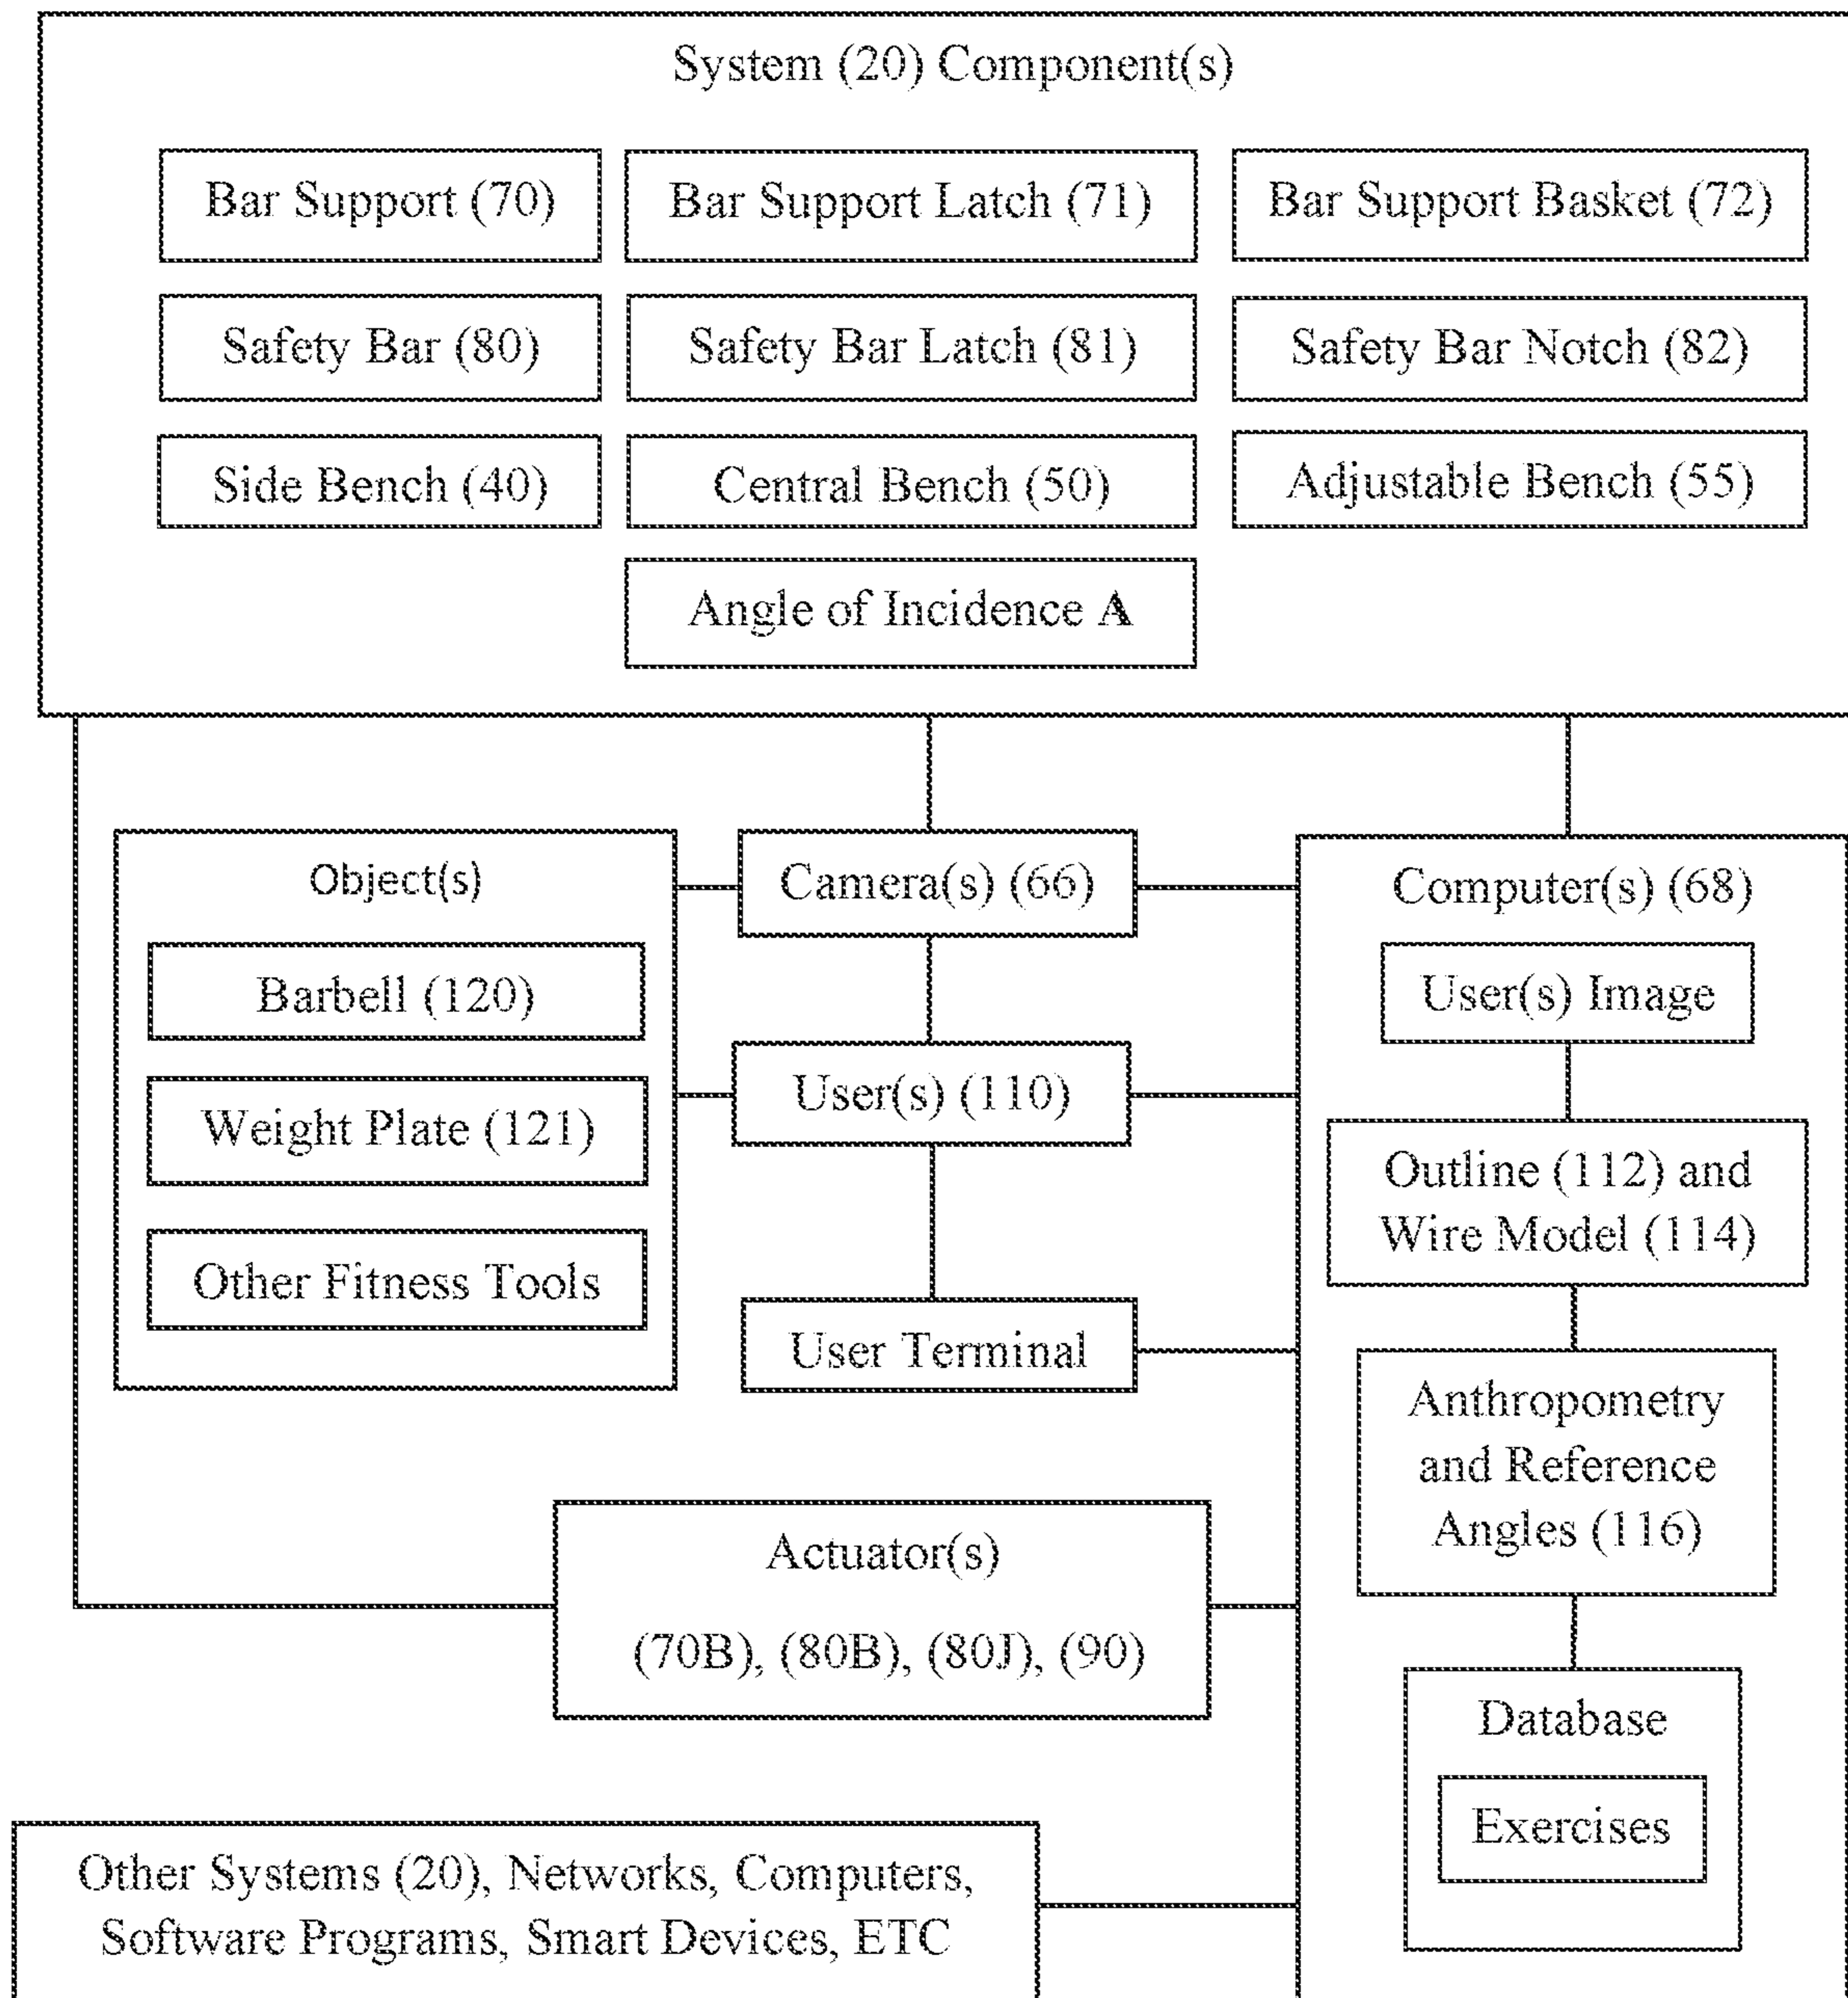 System (20) Component(s)
Bar Support (70)
Bar Support Latch (71)
Bar Support Basket (72)
Safety Bar (80)
Safety Bar Latch (81)
Safety Bar Notch (82)
Side Bench (40)
Central Bench (50)
Adjustable Bench (55)
Angle of Incidence A
Object(s)
Barbell (120)
Weight Plate (121)
Other Fitness Tools
Camera(s) (66)
User(s) (110)
User Terminal
Computer(s) (68)
User(s) Image
Outline (112) and
Wire Model (114)
Anthropometry
and Reference
Angles (116)
Database
Exercises
Actuator(s)
(70B), (80B), (80J), (90)
Other Systems (20), Networks, Computers,
Software Programs, Smart Devices, ETC